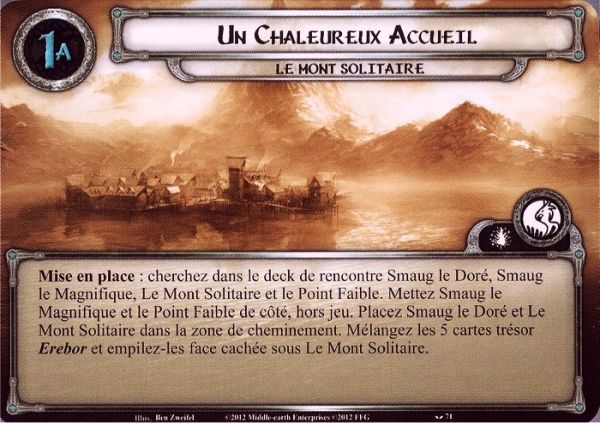 1A
Un Chaleureux Accueil
Le Mont Solitaire
Mise en place : cherchez dans le deck de rencontre Smaug le Doré, Smaug
le Magnifique, Le Mont Solitaire et le Point Faible. Mettez Smaug le
Magnifique et le Point Faible de côté, hors jeu. Placez Smaug le Doré et Le
Mont Solitaire dans la zone de cheminement. Mélangez les 5 cartes trésor
Erebor et empilez-les face cachée sous Le Mont Solitaire.
Illus. Ben Zweifel ©2012 Middle-earth Enterprises ©2012 FFG 71